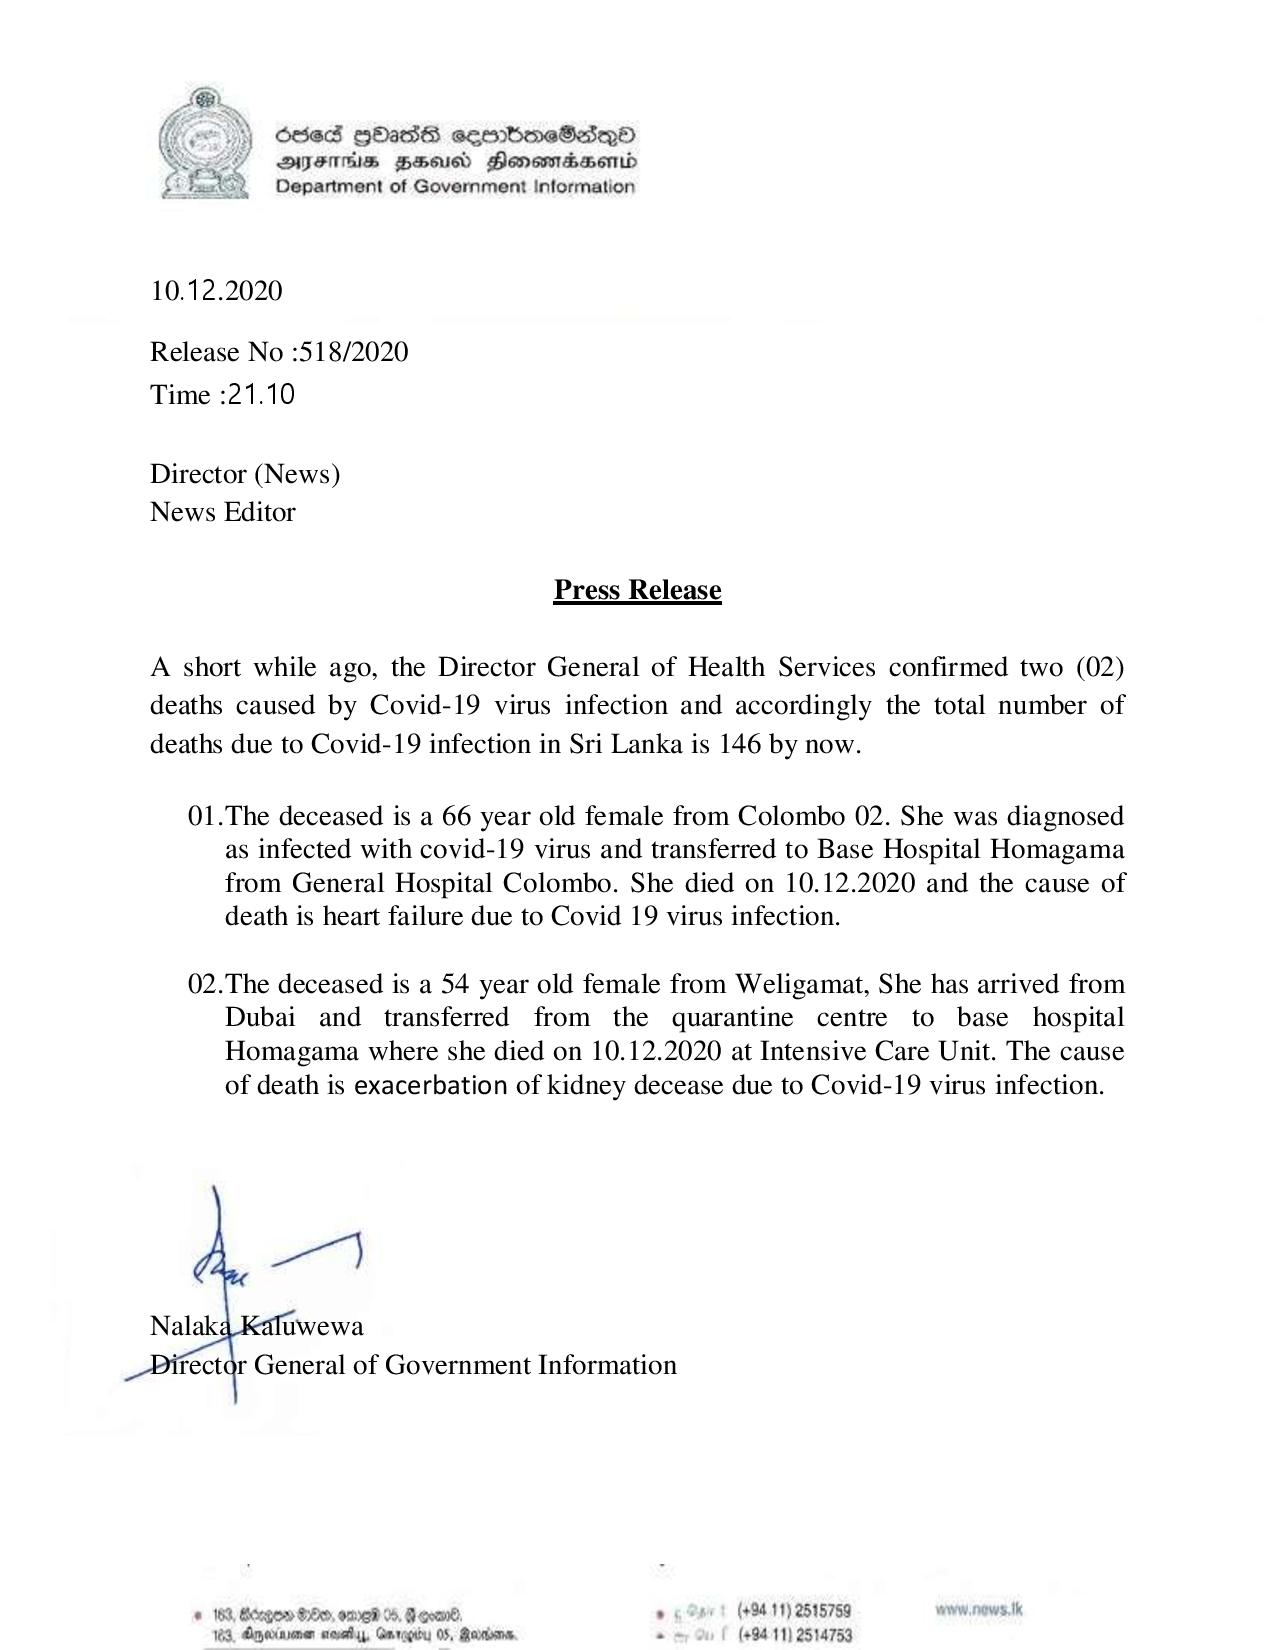 රජයේ ප්‍රවෘත්ති දෙපාර්තමේන්තුව
அரசாங்க தகவல் திணைக்களம்
Department of Government Information
10.12.2020
Release No :518/2020
Time :21.10
Director (News)
News Editor
Press Release
A short while ago, the Director General of Health Services confirmed two (02)
deaths caused by Covid-19 virus infection and accordingly the total number of
deaths due to Covid-19 infection in Sri Lanka is 146 by now.
01.The deceased is a 66 year old female from Colombo 02. She was diagnosed
as infected with covid-19 virus and transferred to Base Hospital Homagama
from General Hospital Colombo. She died on 10.12.2020 and the cause of
death is heart failure due to Covid 19 virus infection.
02.The deceased is a 54 year old female from Weligamat, She has arrived from
Dubai and transferred from the quarantine centre to base hospital
Homagama where she died on 10.12.2020 at Intensive Care Unit. The cause
of death is exacerbation of kidney decease due to Covid-19 virus infection.
Nalaka Kaluwewa
Director General of Government Information
163, කිරුලපන මාවත, කොළඹ 05, ශ්‍රී ලංකාව.
163, கிருலப்பனை வீதி, கொழும்பு 05, இலங்கை.
(+94 11) 2515759
(+94 11) 2514753
www.news.lk